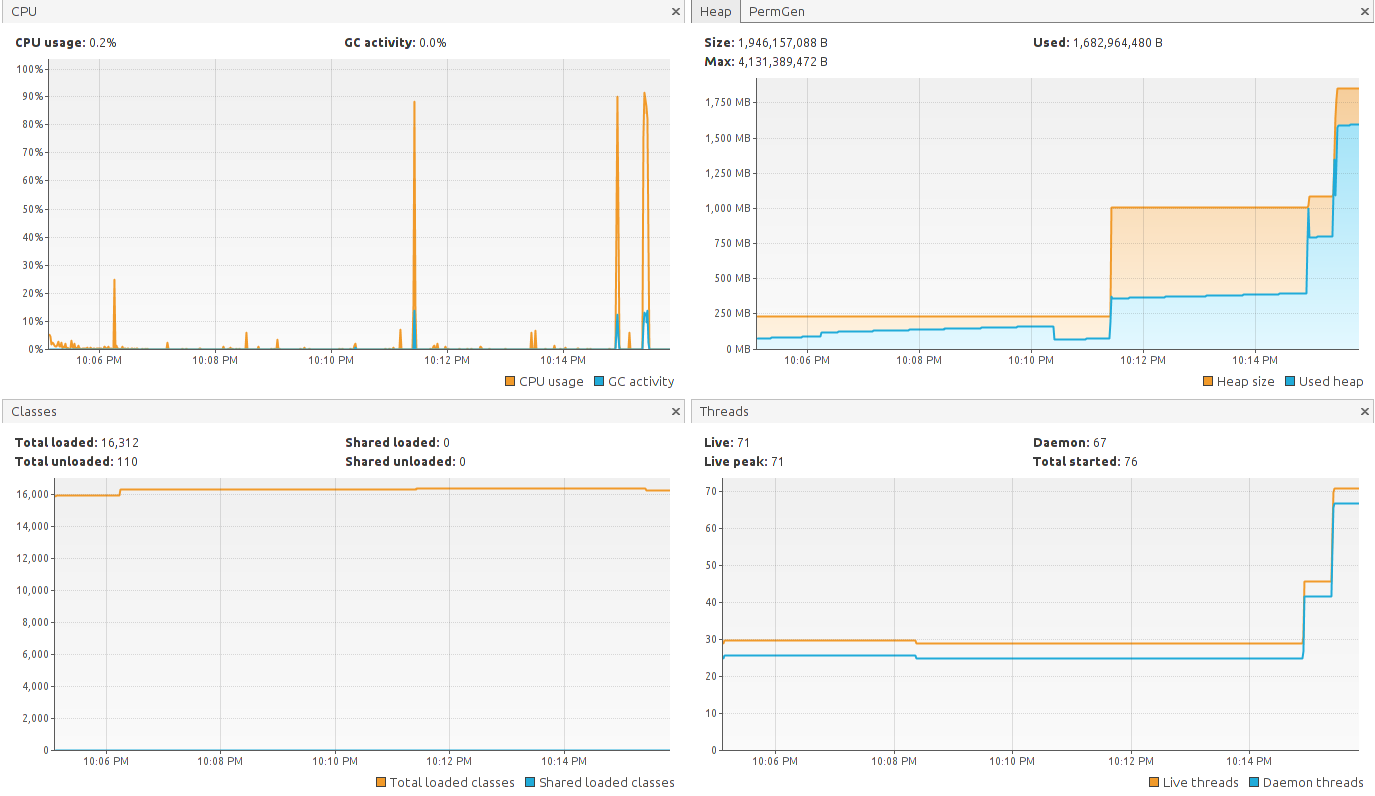 CPU ×
CPU usage: 0.2% GC activity: 0.0%
100%
90%
80%
70%
60%
50%
40%
30%
20%
10%
0%
10:06 PM 10:08 PM 10:10 PM 10:12 PM 10:14 PM
CPU usage GC activity
Heap PermGen ×
Size: 1,946,157,088 B Used: 1,682,964,480 B
Max: 4,131,389,472 B
1,750 MB
1,500 MB
1,250 MB
1,000 MB
750 MB
500 MB
250 MB
0 MB
10:06 PM 10:08 PM 10:10 PM 10:12 PM 10:14 PM
Heap size Used heap
Classes ×
Total loaded: 16,312 Shared loaded: 0
Total unloaded: 110 Shared unloaded: 0
16,000
14,000
12,000
10,000
8,000
6,000
4,000
2,000
0
10:06 PM 10:08 PM 10:10 PM 10:12 PM 10:14 PM
Total loaded classes Shared loaded classes
Threads ×
Live: 71 Daemon: 67
Live peak: 71 Total started: 76
70
60
50
40
30
20
10
0
10:06 PM 10:08 PM 10:10 PM 10:12 PM 10:14 PM
Live threads Daemon threads